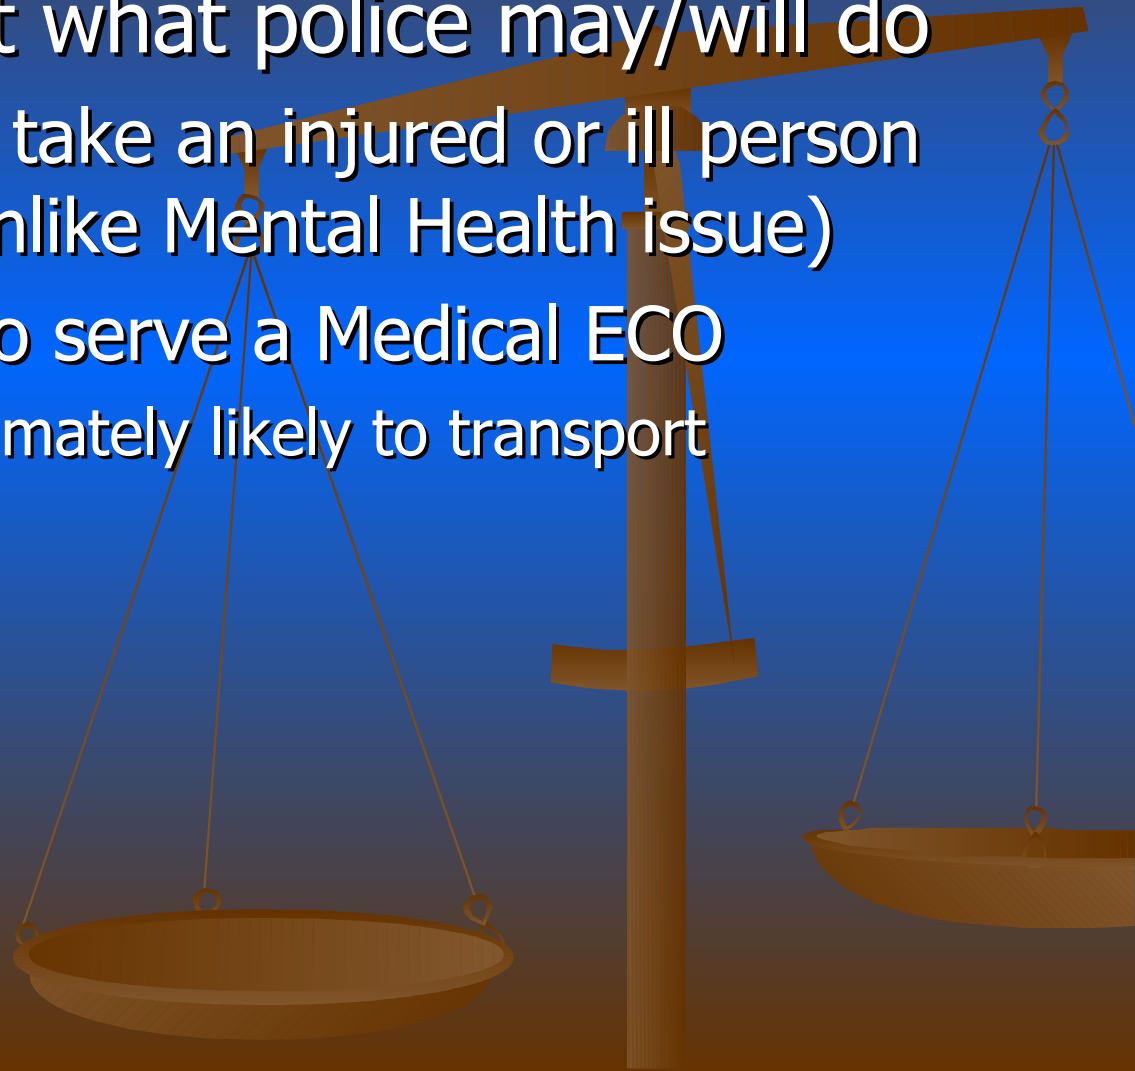 t what police may/will do
take an injured or ill person
nlike Mental Health issue)
o serve a Medical ECO
mately likely to transport